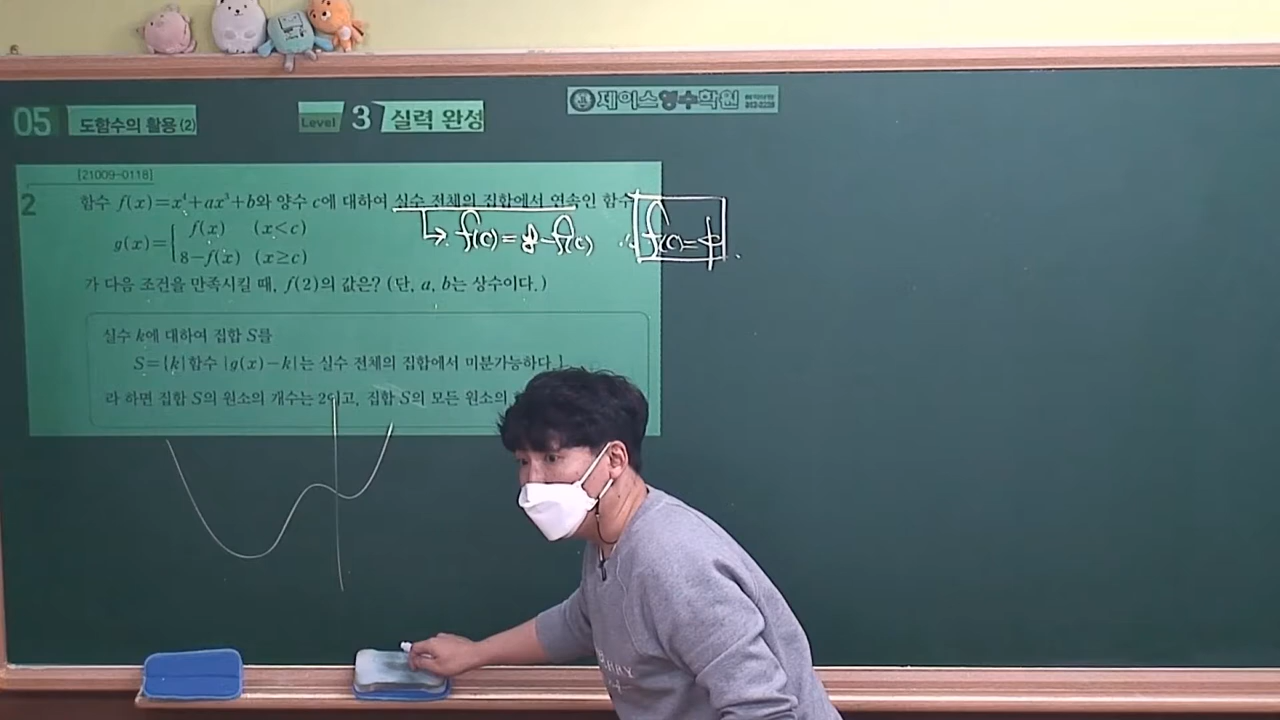 제이스영수학원
05 도함수의 활용 (2) Level 3 실력 완성
[21009-0118]
2 함수 f(x)=x⁴+ax³+b와 양수 c에 대하여 실수 전체의 집합에서 연속인 함수
g(x)={ f(x) (x<c)
8-f(x) (x≥c)
f(c)=8-f(c) ∴ f(c)=4
가 다음 조건을 만족시킬 때, f(2)의 값은? (단, a, b는 상수이다.)
실수 k에 대하여 집합 S를
S={k|함수 |g(x)-k|는 실수 전체의 집합에서 미분가능하다.}
라 하면 집합 S의 원소의 개수는 2이고, 집합 S의 모든 원소의